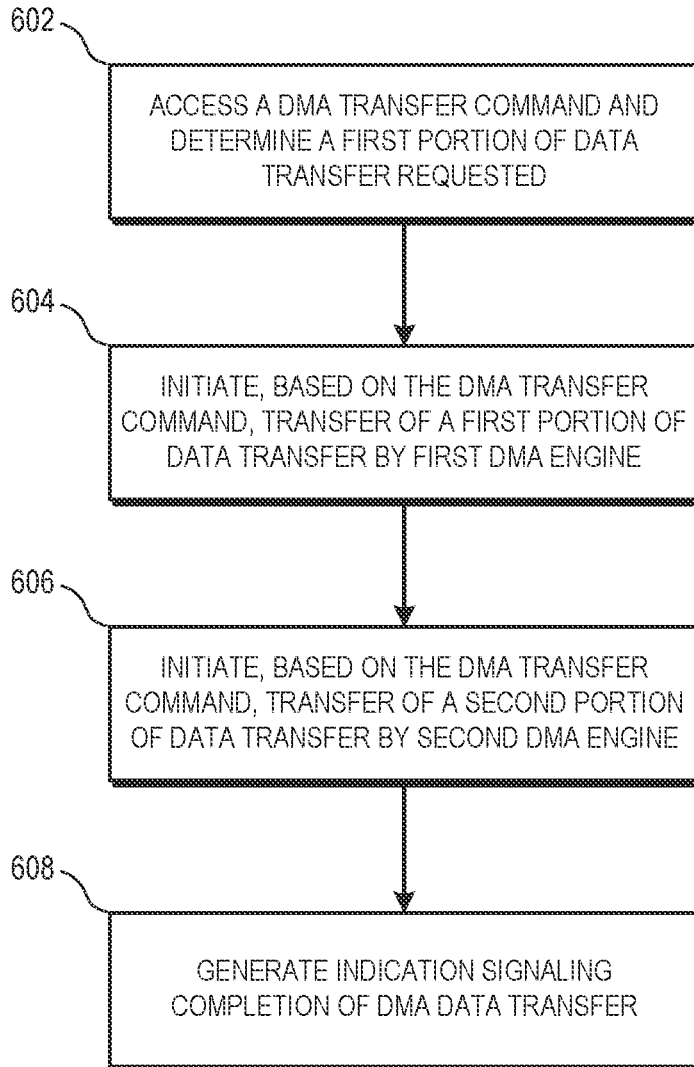 602
ACCESS A DMA TRANSFER COMMAND AND
DETERMINE A FIRST PORTION OF DATA
TRANSFER REQUESTED
604
INITIATE, BASED ON THE DMA TRANSFER
COMMAND, TRANSFER OF A FIRST PORTION OF
DATA TRANSFER BY FIRST DMA ENGINE
606
INITIATE, BASED ON THE DMA TRANSFER
COMMAND, TRANSFER OF A SECOND PORTION
OF DATA TRANSFER BY SECOND DMA ENGINE
608
GENERATE INDICATION SIGNALING
COMPLETION OF DMA DATA TRANSFER